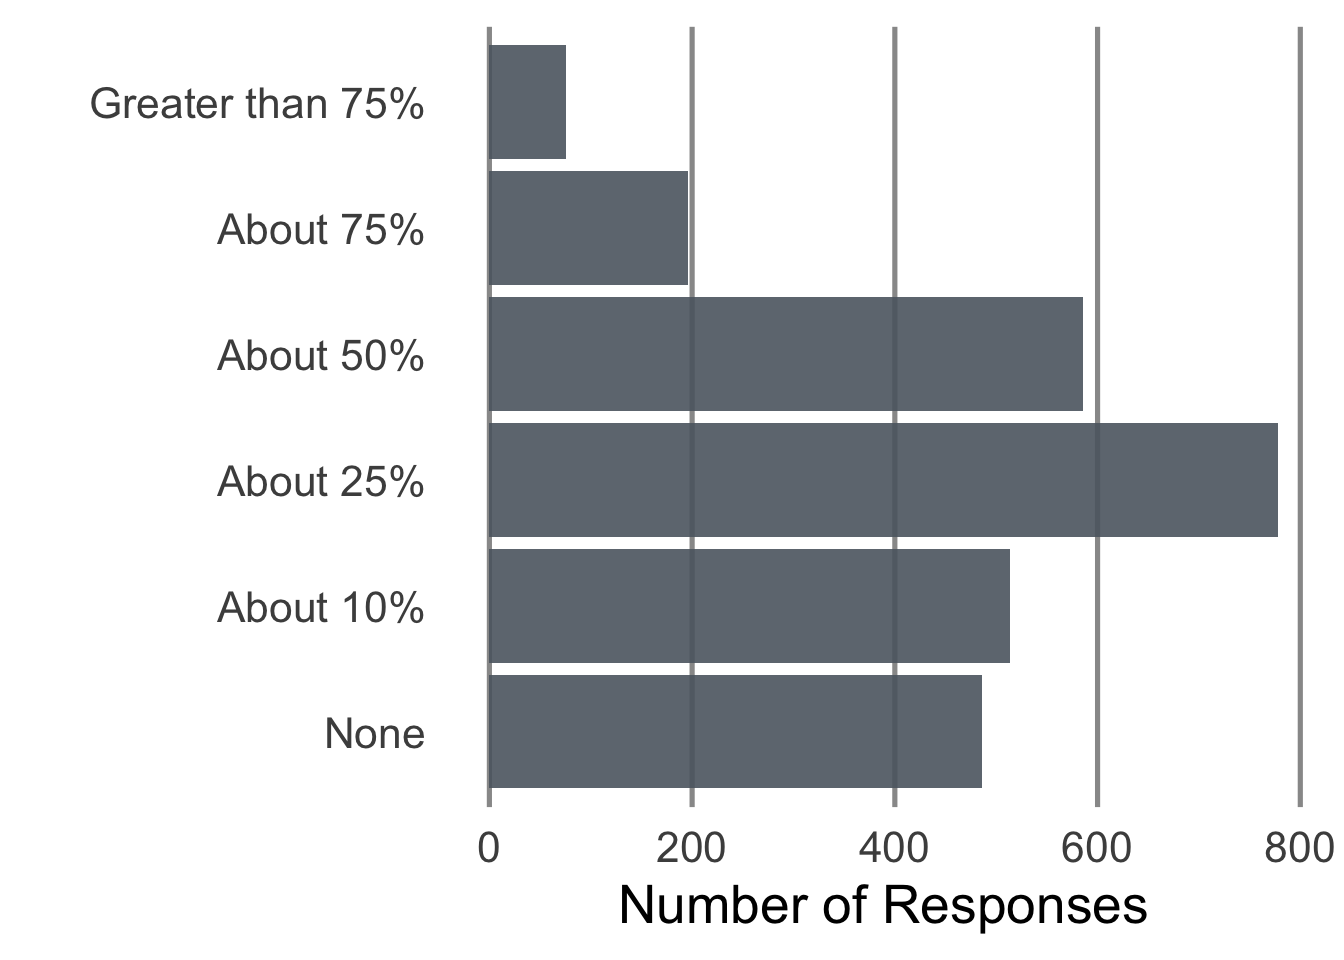 Greater than 75%
About 75%
About 50%
About 25%
About 10%
None
0 200 400 600 800
Number of Responses